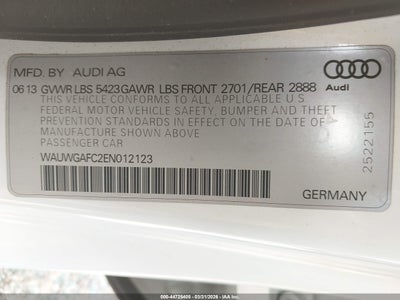 MFD. BY AUDI AG
06 13 GVWR LBS 5423 GAWR LBS FRONT 2701/REAR 2888
THIS VEHICLE CONFORMS TO ALL APPLICABLE U S
FEDERAL MOTOR VEHICLE SAFETY, BUMPER AND THEFT
PREVENTION STANDARDS IN EFFECT ON THE DATE
OF MANUFACTURE SHOWN ABOVE
PASSENGER CAR
WAUWGAFC2EN012123
GERMANY
Audi
2522155
000-44725405 - 03/31/2026 - IAA, Inc.